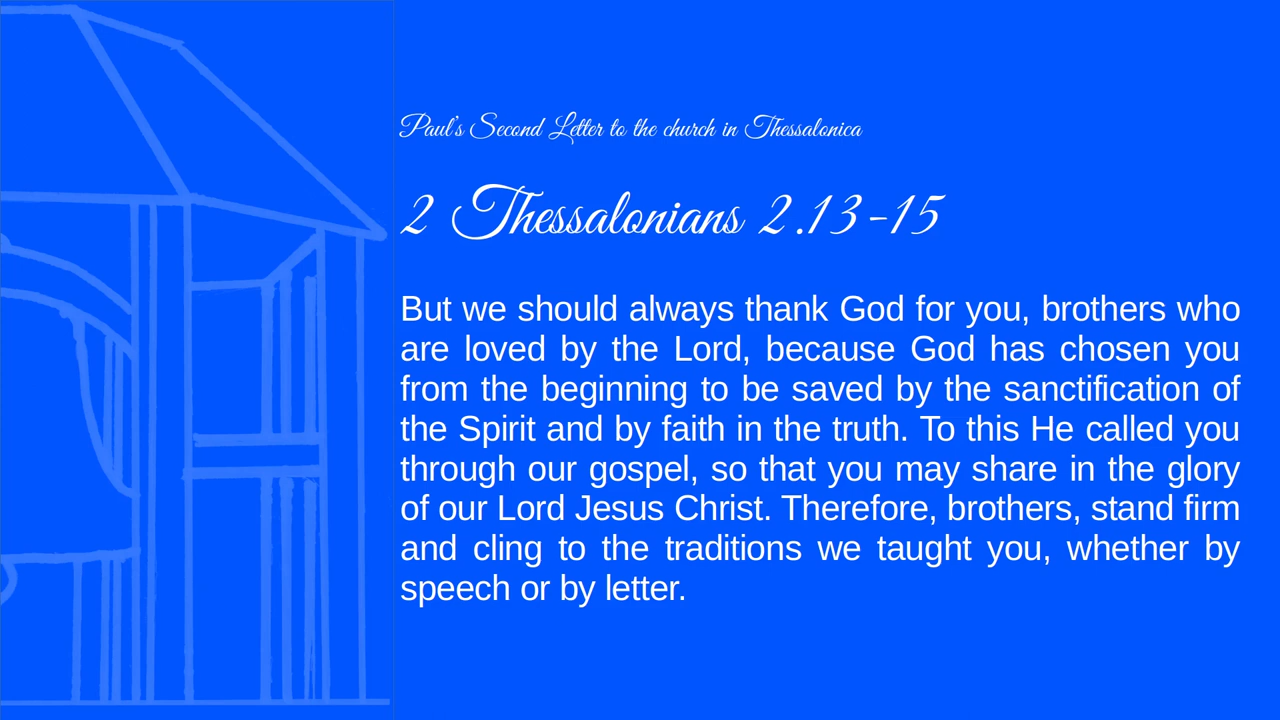 Paul's Second Letter to the church in Thessalonica
2 Thessalonians 2.13-15
But we should always thank God for you, brothers who
are loved by the Lord, because God has chosen you
from the beginning to be saved by the sanctification of
the Spirit and by faith in the truth. To this He called you
through our gospel, so that you may share in the glory
of our Lord Jesus Christ. Therefore, brothers, stand firm
and cling to the traditions we taught you, whether by
speech or by letter.